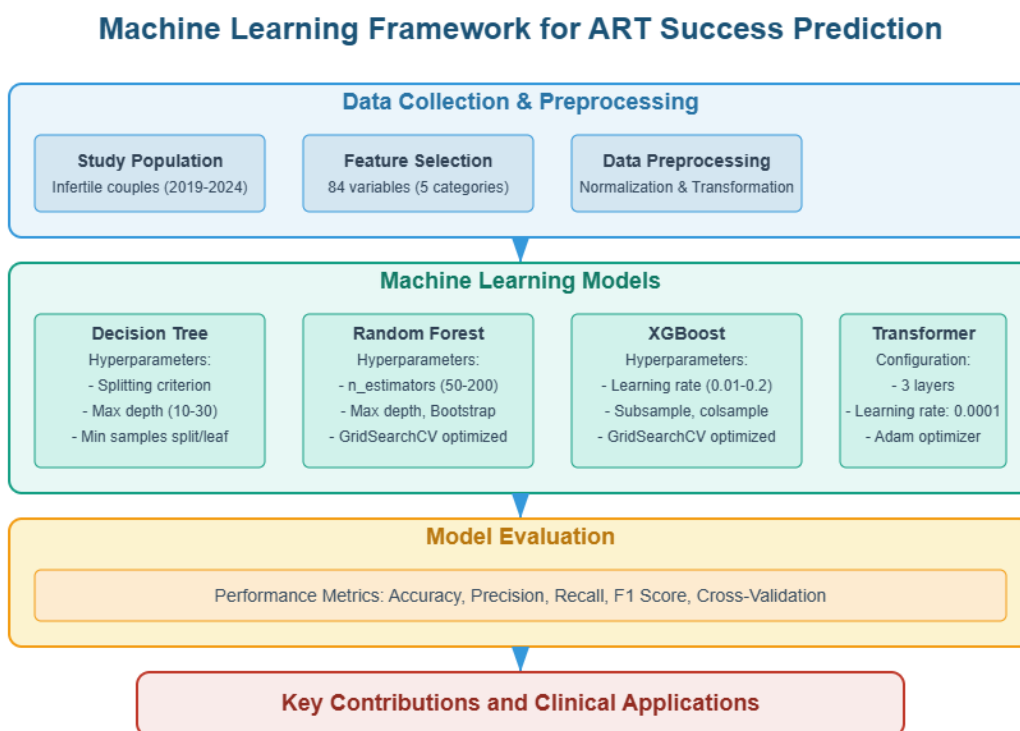 Machine Learning Framework for ART Success Prediction
Data Collection & Preprocessing
Study Population
Infertile couples (2019-2024)
Feature Selection
84 variables (5 categories)
Data Preprocessing
Normalization & Transformation
Machine Learning Models
Decision Tree
Hyperparameters:
- Splitting criterion
- Max depth (10-30)
- Min samples split/leaf
Random Forest
Hyperparameters:
- n_estimators (50-200)
- Max depth, Bootstrap
- GridSearchCV optimized
XGBoost
Hyperparameters:
- Learning rate (0.01-0.2)
- Subsample, colsample
- GridSearchCV optimized
Transformer
Configuration:
- 3 layers
- Learning rate: 0.0001
- Adam optimizer
Model Evaluation
Performance Metrics: Accuracy, Precision, Recall, F1 Score, Cross-Validation
Key Contributions and Clinical Applications